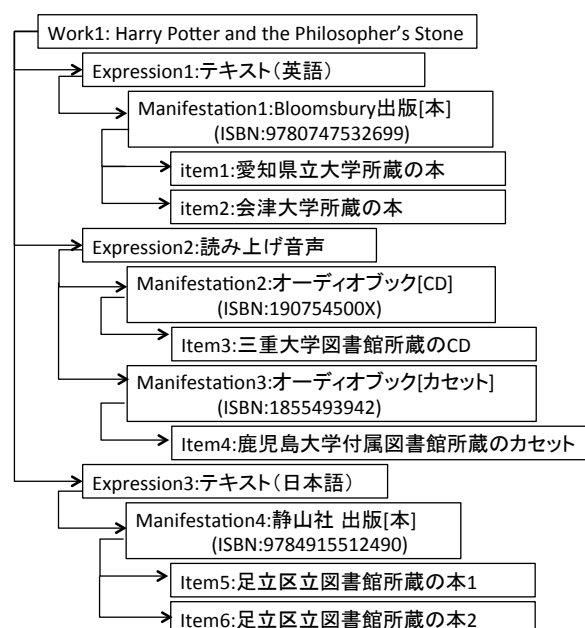 Work1: Harry Potter and the Philosopher’s Stone
Expression1:テキスト（英語）
Manifestation1:Bloomsbury出版[本]
(ISBN:9780747532699)
item1:愛知県立大学所蔵の本
item2:会津大学所蔵の本
Expression2:読み上げ音声
Manifestation2:オーディオブック[CD]
(ISBN:190754500X)
Item3:三重大学図書館所蔵のCD
Manifestation3:オーディオブック[カセット]
(ISBN:1855493942)
Item4:鹿児島大学付属図書館所蔵のカセット
Expression3:テキスト（日本語）
Manifestation4:静山社 出版[本]
(ISBN:9784915512490)
Item5:足立区立図書館所蔵の本1
Item6:足立区立図書館所蔵の本2